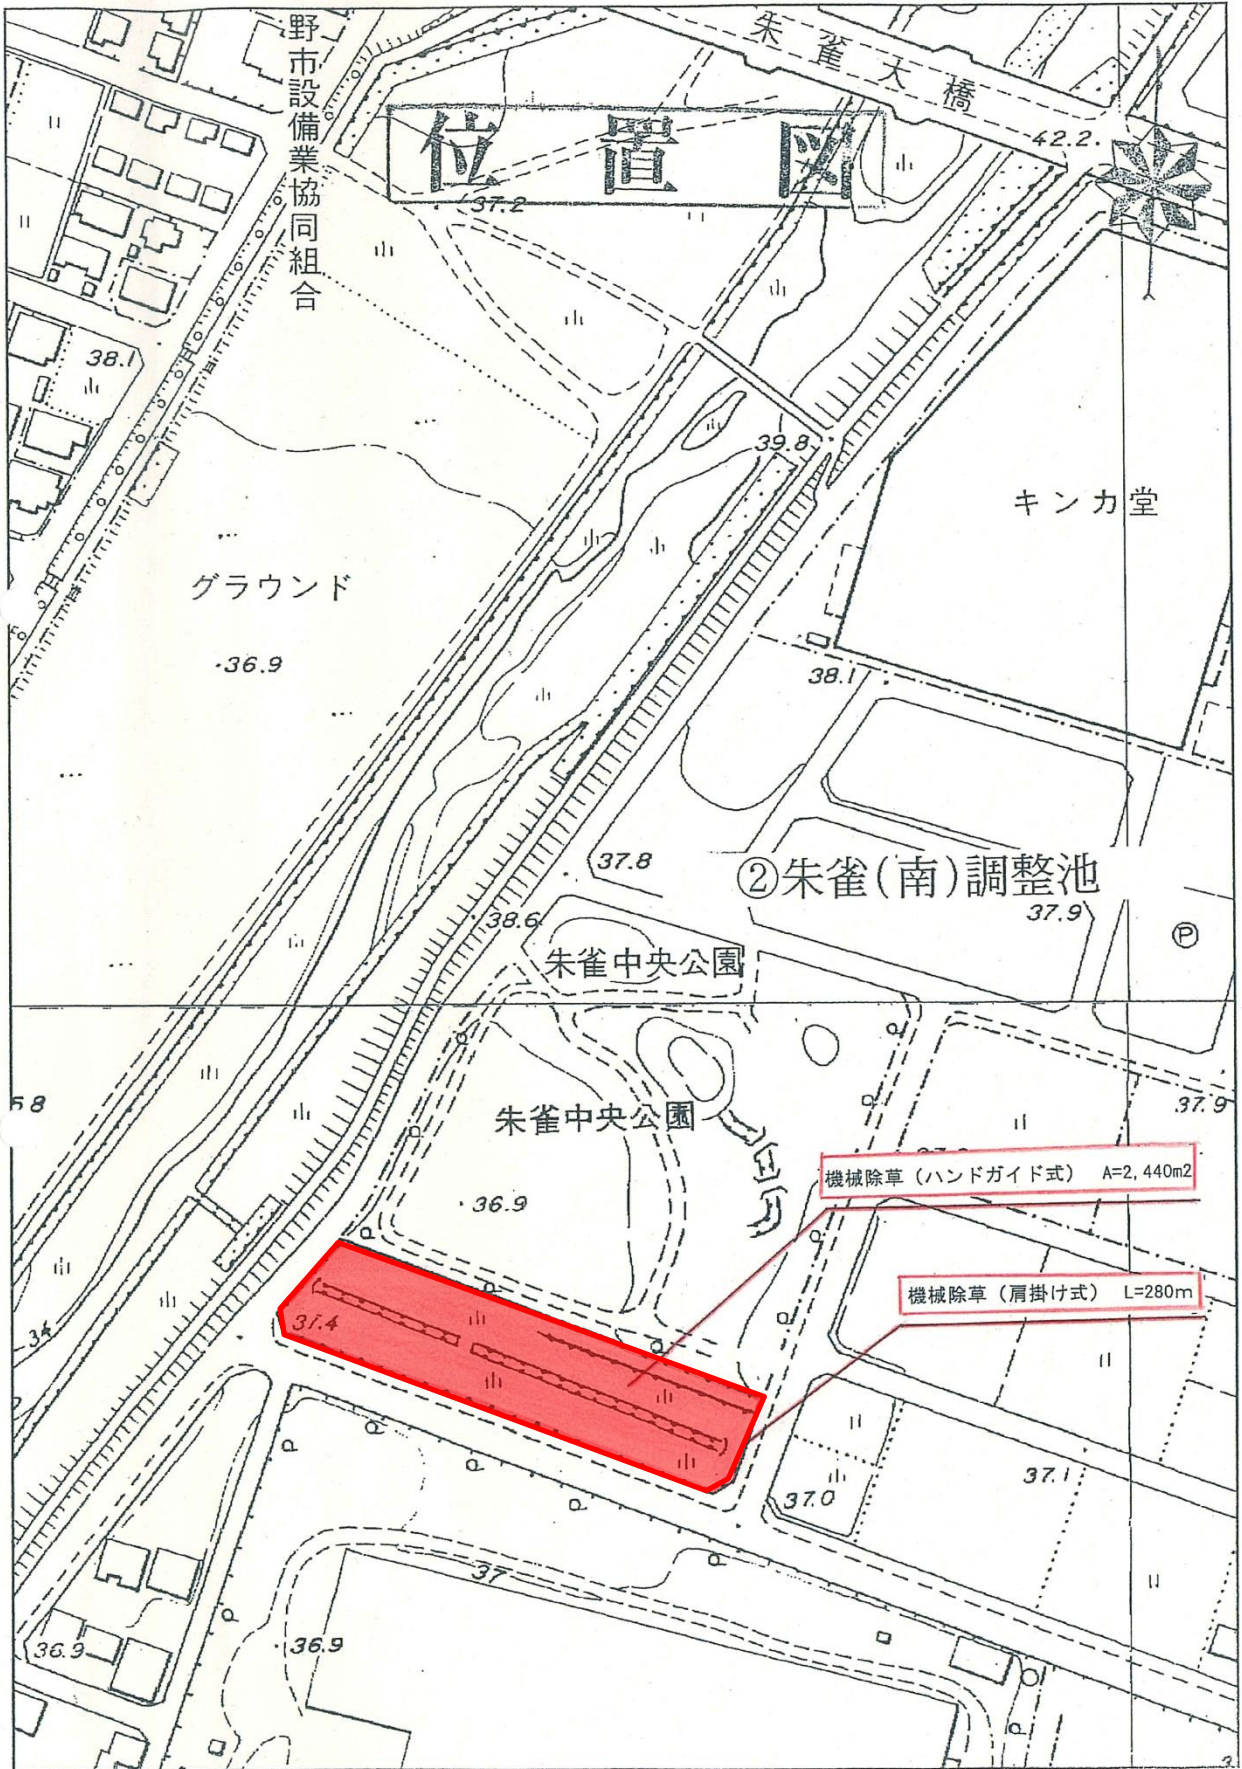 野市設備業協同組合
朱雀大橋
位置図
42.2
37.2
38.1
39.8
キンカ堂
グラウンド
36.9
38.1
37.8
②朱雀(南)調整池
37.9
38.6
朱雀中央公園
P
5.8
朱雀中央公園
37.9
機械除草(ハンドガイド式) A=2,440m2
36.9
機械除草(肩掛け式) L=280m
37.4
34
37.1
37.0
37
36.9
36.9